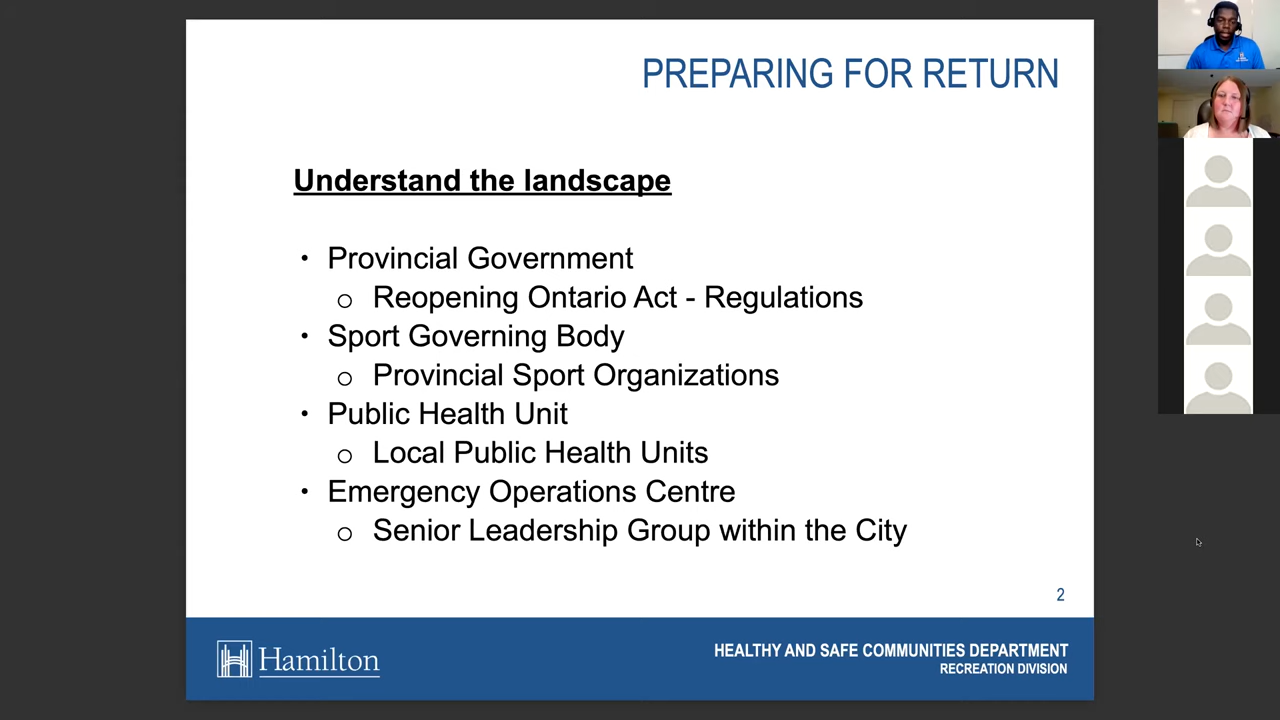 PREPARING FOR RETURN
Understand the landscape
• Provincial Government
o Reopening Ontario Act - Regulations
• Sport Governing Body
o Provincial Sport Organizations
• Public Health Unit
o Local Public Health Units
• Emergency Operations Centre
o Senior Leadership Group within the City
2
Hamilton
HEALTHY AND SAFE COMMUNITIES DEPARTMENT
RECREATION DIVISION